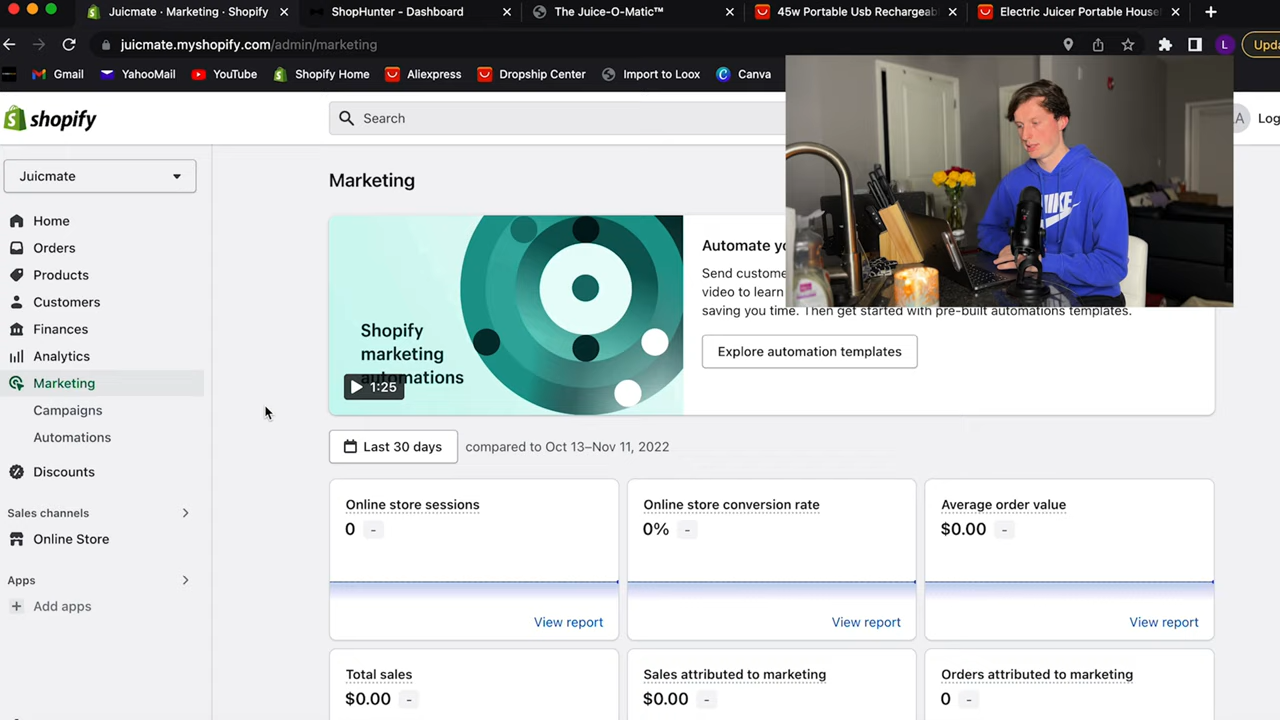 Juicmate · Marketing · Shopify
ShopHunter - Dashboard
The Juice-O-Matic™
45w Portable Usb Rechargeab
Electric Juicer Portable House
juicmate.myshopify.com/admin/marketing
L
Upda
Gmail
YahooMail
YouTube
Shopify Home
Aliexpress
Dropship Center
Import to Loox
Canva
shopify
Search
A
Log
Juicmate
Home
Orders
Products
Customers
Finances
Analytics
Marketing
Campaigns
Automations
Discounts
Sales channels
Online Store
Apps
Add apps
Marketing
Shopify
marketing
automations
1:25
Automate yo
Send custome
video to learn
saving you time. Then get started with pre-built automations templates.
Explore automation templates
Last 30 days compared to Oct 13–Nov 11, 2022
Online store sessions
0 -
View report
Online store conversion rate
0% -
View report
Average order value
$0.00 -
View report
Total sales
$0.00 -
Sales attributed to marketing
$0.00 -
Orders attributed to marketing
0 -
NIKE